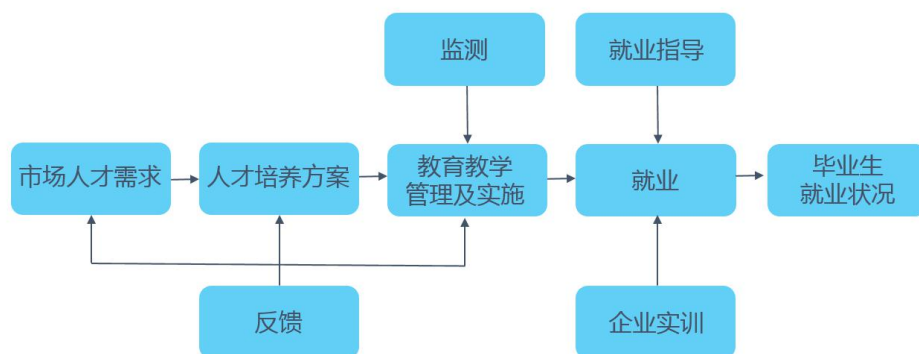 监测
就业指导
市场人才需求
人才培养方案
教育教学
管理及实施
就业
毕业生
就业状况
反馈
企业实训